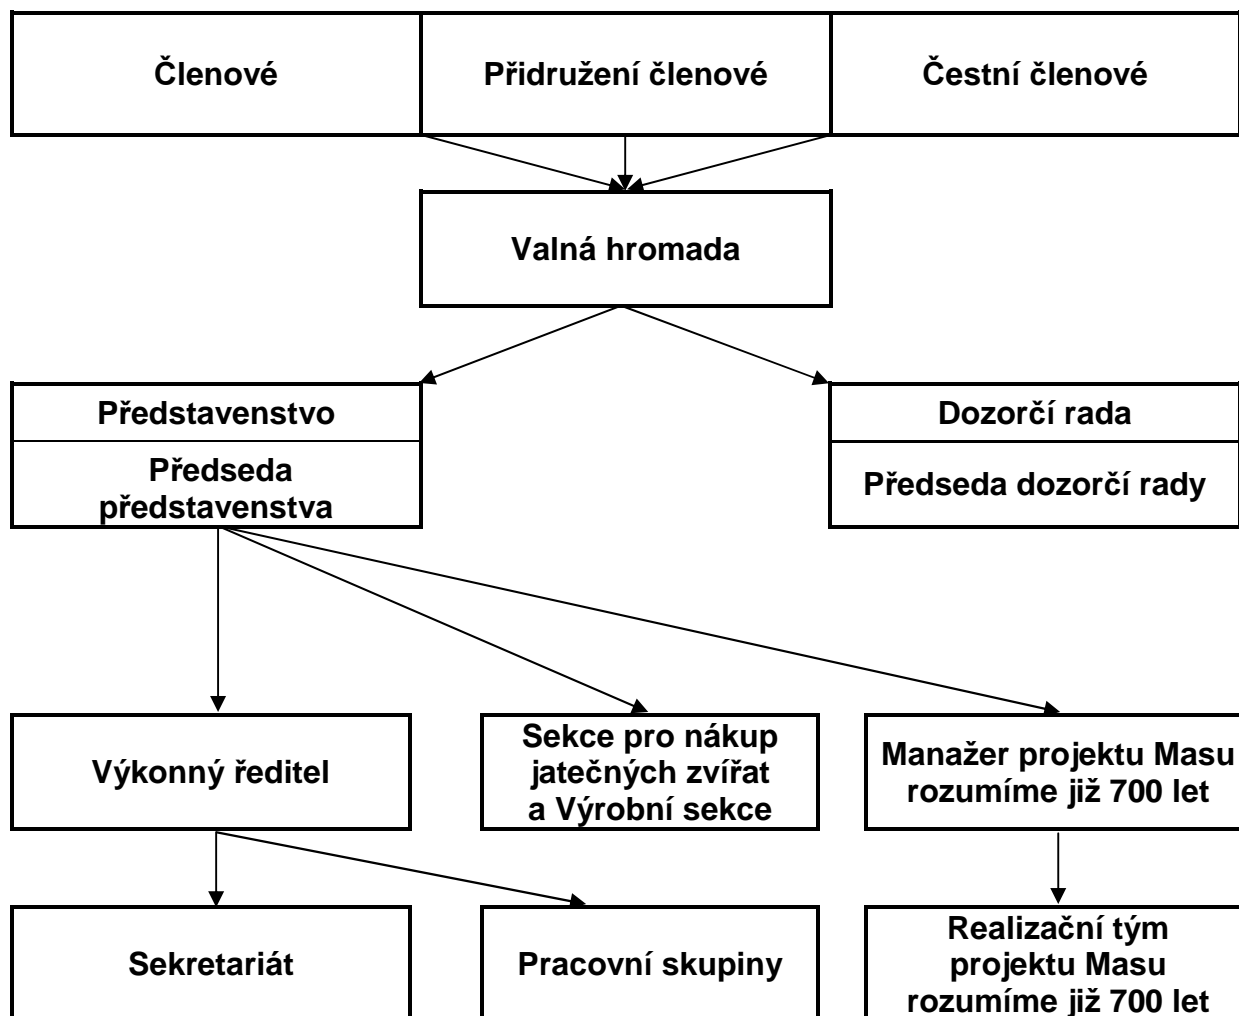 Členové
Přidružení členové
Čestní členové
Valná hromada
Představenstvo
Předseda
představenstva
Dozorčí rada
Předseda dozorčí rady
Výkonný ředitel
Sekce pro nákup
jatečných zvířat
a Výrobní sekce
Manažer projektu Masu
rozumíme již 700 let
Sekretariát
Pracovní skupiny
Realizační tým
projektu Masu
rozumíme již 700 let